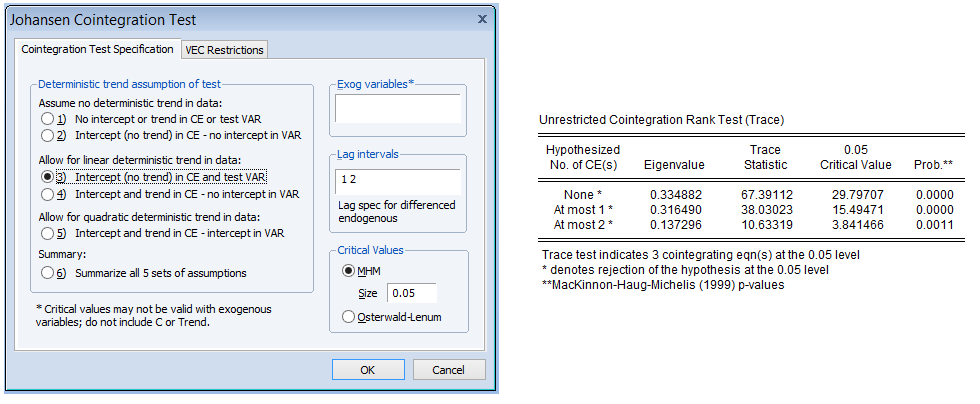 Johansen Cointegration Test
x
Cointegration Test Specification
VEC Restrictions
Deterministic trend assumption of test
Assume no deterministic trend in data:
1) No intercept or trend in CE or test VAR
2) Intercept (no trend) in CE - no intercept in VAR
Allow for linear deterministic trend in data:
3) Intercept (no trend) in CE and test VAR
4) Intercept and trend in CE - no intercept in VAR
Allow for quadratic deterministic trend in data:
5) Intercept and trend in CE - intercept in VAR
Summary:
6) Summarize all 5 sets of assumptions
* Critical values may not be valid with exogenous
variables; do not include C or Trend.
Exog variables*
Lag intervals
1 2
Lag spec for differenced
endogenous
Critical Values
MHM
Size 0.05
Osterwald-Lenum
OK
Cancel
Unrestricted Cointegration Rank Test (Trace)
Hypothesized Trace 0.05
No. of CE(s) Eigenvalue Statistic Critical Value Prob.**
None * 0.334882 67.39112 29.79707 0.0000
At most 1 * 0.316490 38.03023 15.49471 0.0000
At most 2 * 0.137296 10.63319 3.841466 0.0011
Trace test indicates 3 cointegrating eqn(s) at the 0.05 level
* denotes rejection of the hypothesis at the 0.05 level
**MacKinnon-Haug-Michelis (1999) p-values